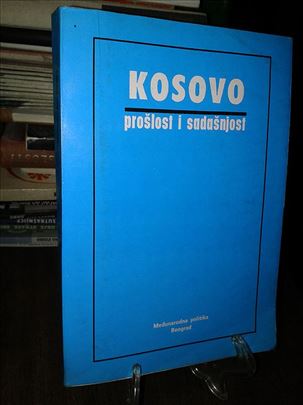 KOSOVO
prošlost i sadašnjost
Međunarodna politika
Beograd